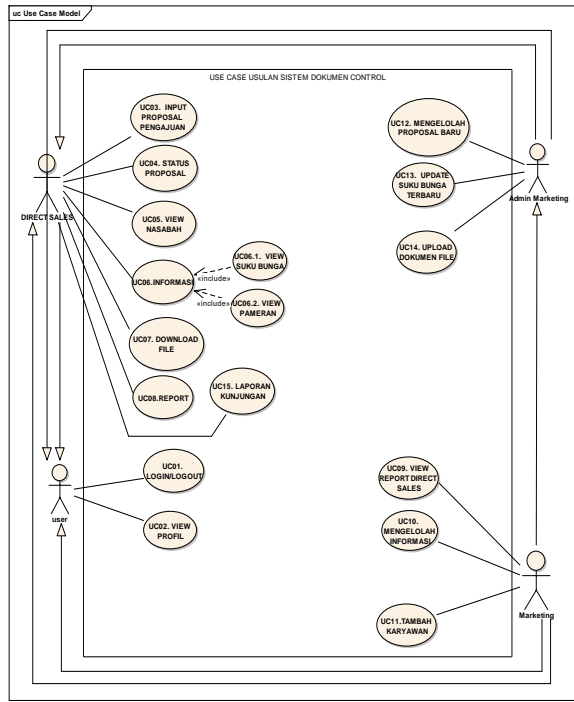 uc Use Case Model
USE CASE USULAN SISTEM DOKUMEN CONTROL
UC03. INPUT
PROPOSAL
PENGAJUAN
UC04. STATUS
PROPOSAL
DIRECT SALES
UC05. VIEW
NASABAH
UC06.INFORMASI
UC06.1. VIEW
SUKU BUNGA
«include»
«include»
UC06.2. VIEW
PAMERAN
UC07. DOWNLOAD
FILE
UC08.REPORT
UC15. LAPORAN
KUNJUNGAN
UC12. MENGELOLAH
PROPOSAL BARU
UC13. UPDATE
SUKU BUNGA
TERBARU
Admin Marketing
UC14. UPLOAD
DOKUMEN FILE
UC01.
LOGIN/LOGOUT
user
UC02. VIEW
PROFIL
UC09. VIEW
REPORT DIRECT
SALES
UC10.
MENGELOLAH
INFORMASI
Marketing
UC11.TAMBAH
KARYAWAN